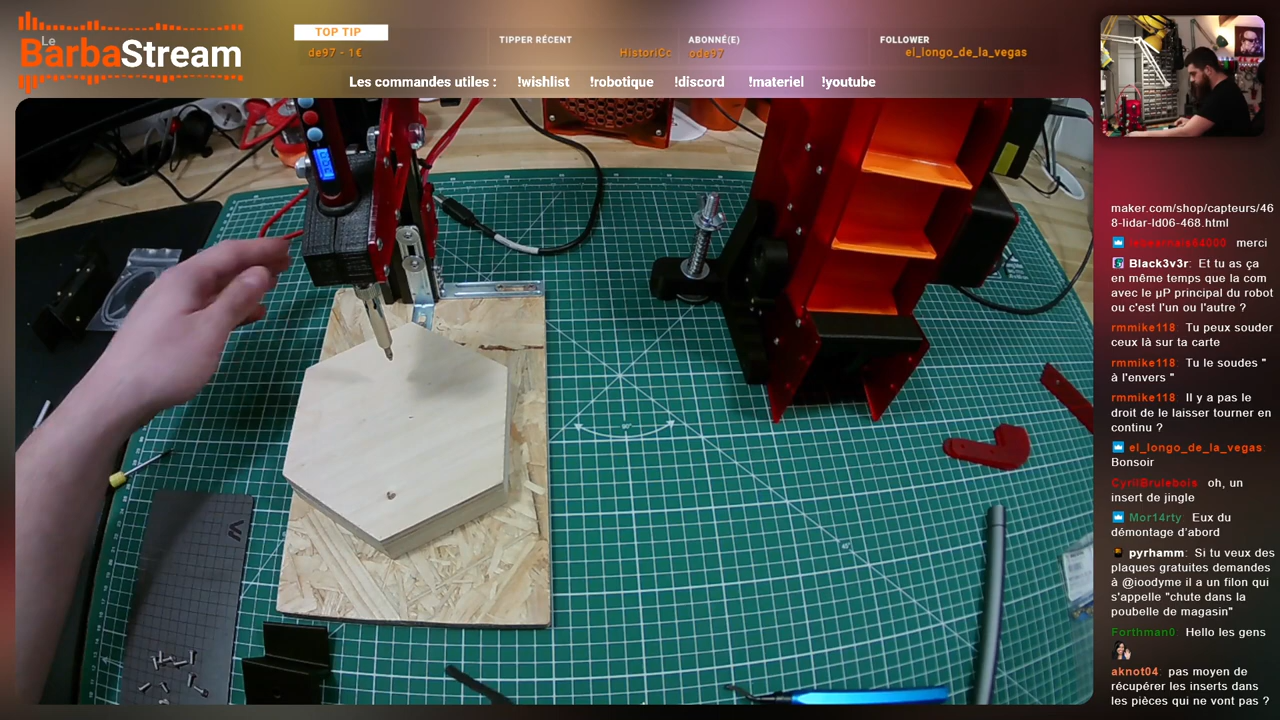 Le
BarbaStream
TOP TIP
de97 - 1€
TIPPER RÉCENT
HistoriCc
ABONNÉ(E)
ode97
FOLLOWER
el_longo_de_la_vegas
Les commandes utiles : !wishlist !robotique !discord !materiel !youtube
maker.com/shop/capteurs/46
8-lidar-ld06-468.html
merci
Black3v3r: Et tu as ça
en même temps que la com
avec le µP principal du robot
ou c'est l'un ou l'autre ?
rmmike118: Tu peux souder
ceux là sur ta carte
rmmike118: Tu le soudes "
à l'envers "
rmmike118: Il y a pas le
droit de le laisser tourner en
continu ?
el_longo_de_la_vegas:
Bonsoir
CyrilBrulebois: oh, un
insert de jingle
Mor14rty: Eux du
démontage d'abord
pyrhamm: Si tu veux des
plaques gratuites demandes
à @ioodyme il a un filon qui
s'appelle "chute dans la
poubelle de magasin"
Forthman0: Hello les gens
aknot04: pas moyen de
récupérer les inserts dans
les pièces qui ne vont pas ?